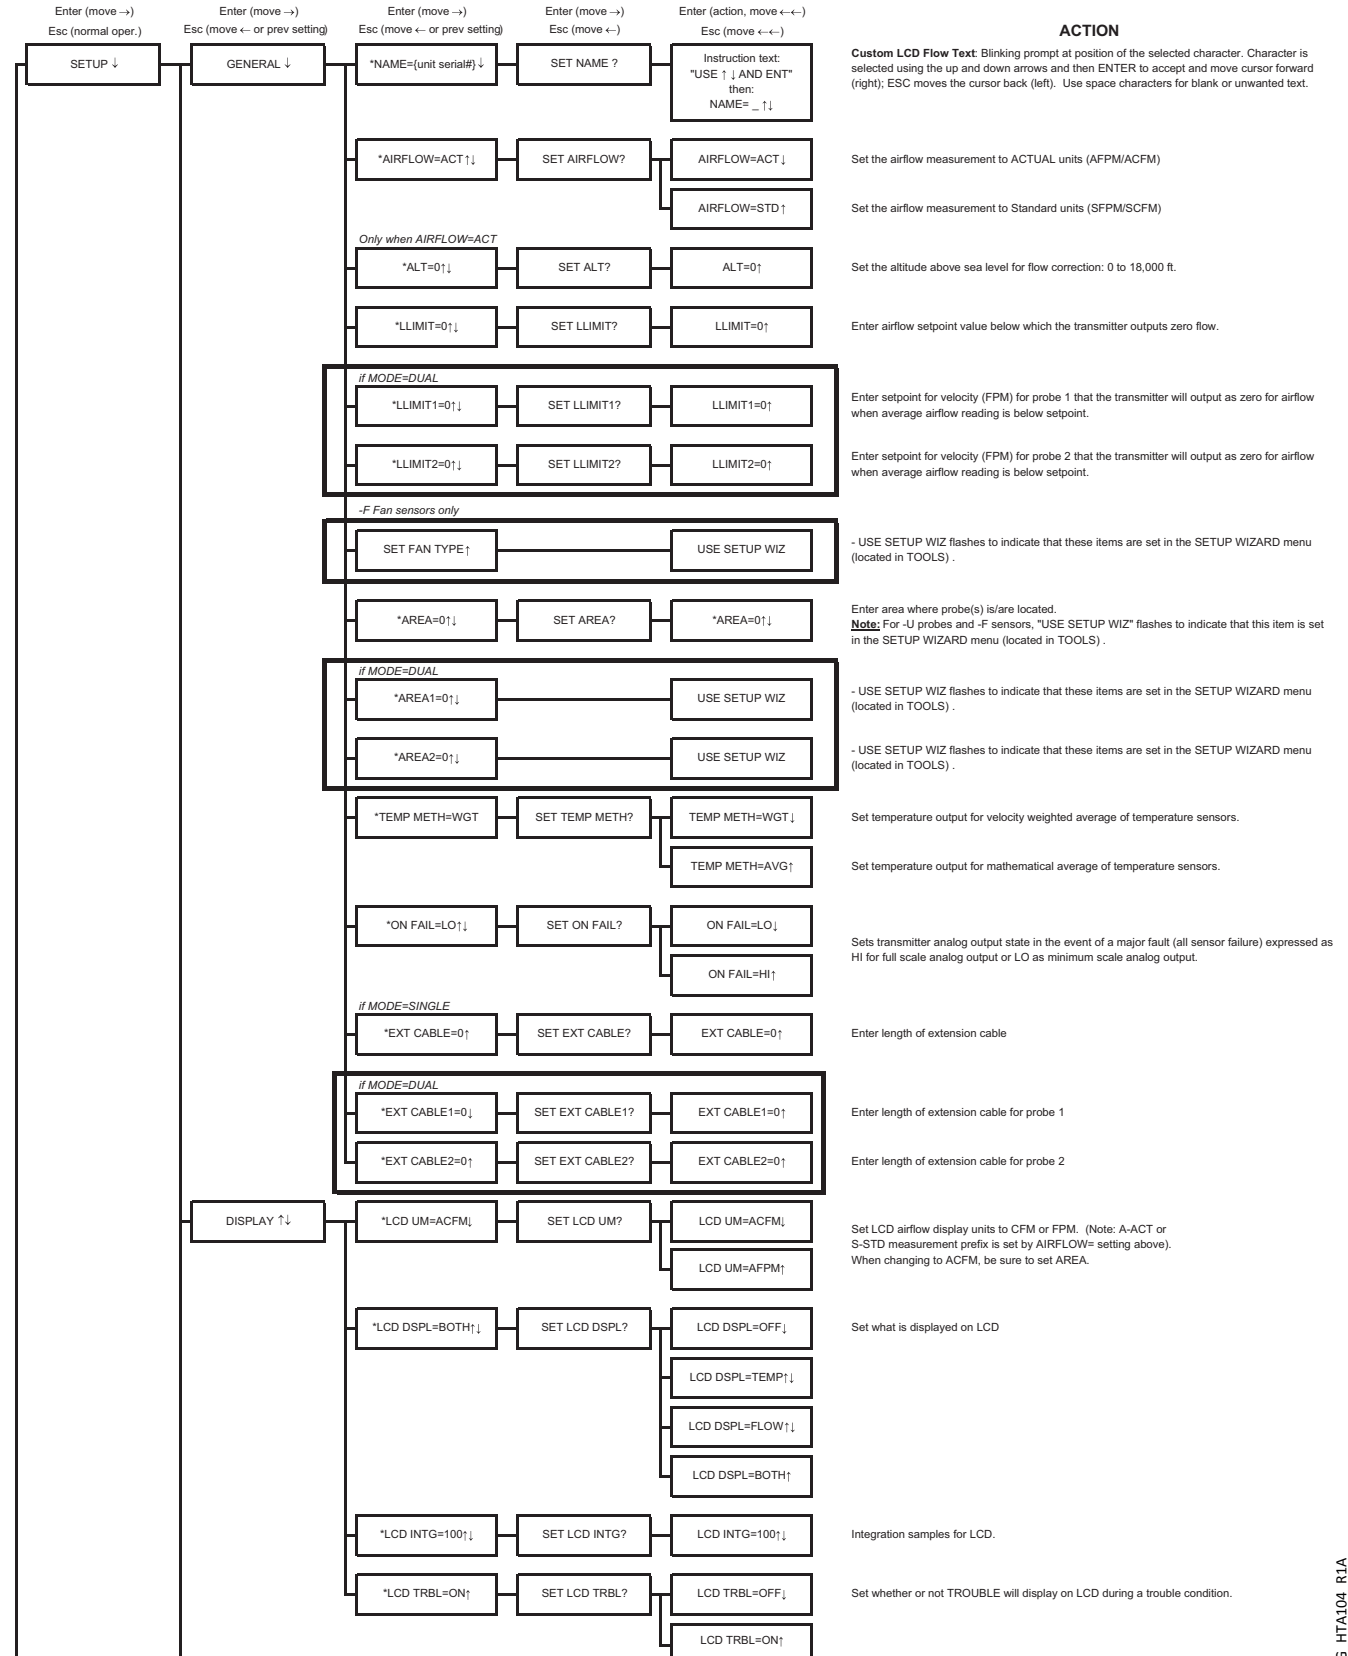 Enter (move →)
Esc (normal oper.)
Enter (move →)
Esc (move ← or prev setting)
Enter (move →)
Esc (move ← or prev setting)
Enter (move →)
Esc (move ←)
Enter (action, move ←←)
Esc (move ←←)
ACTION
SETUP ↓
GENERAL ↓
*NAME={unit serial#}↓
SET NAME ?
Instruction text:
"USE ↑ ↓ AND ENT"
then:
NAME= _ ↑↓
Custom LCD Flow Text: Blinking prompt at position of the selected character. Character is
selected using the up and down arrows and then ENTER to accept and move cursor forward
(right); ESC moves the cursor back (left). Use space characters for blank or unwanted text.
*AIRFLOW=ACT↑↓
SET AIRFLOW?
AIRFLOW=ACT↓
Set the airflow measurement to ACTUAL units (AFPM/ACFM)
AIRFLOW=STD↑
Set the airflow measurement to Standard units (SFPM/SCFM)
Only when AIRFLOW=ACT
*ALT=0↑↓
SET ALT?
ALT=0↑
Set the altitude above sea level for flow correction: 0 to 18,000 ft.
*LLIMIT=0↑↓
SET LLIMIT?
LLIMIT=0↑
Enter airflow setpoint value below which the transmitter outputs zero flow.
if MODE=DUAL
*LLIMIT1=0↑↓
SET LLIMIT1?
LLIMIT1=0↑
Enter setpoint for velocity (FPM) for probe 1 that the transmitter will output as zero for airflow
when average airflow reading is below setpoint.
*LLIMIT2=0↑↓
SET LLIMIT2?
LLIMIT2=0↑
Enter setpoint for velocity (FPM) for probe 2 that the transmitter will output as zero for airflow
when average airflow reading is below setpoint.
-F Fan sensors only
SET FAN TYPE↑
USE SETUP WIZ
- USE SETUP WIZ flashes to indicate that these items are set in the SETUP WIZARD menu
(located in TOOLS) .
*AREA=0↑↓
SET AREA?
*AREA=0↑↓
Enter area where probe(s) is/are located.
Note: For -U probes and -F sensors, "USE SETUP WIZ" flashes to indicate that this item is set
in the SETUP WIZARD menu (located in TOOLS) .
if MODE=DUAL
*AREA1=0↑↓
USE SETUP WIZ
- USE SETUP WIZ flashes to indicate that these items are set in the SETUP WIZARD menu
(located in TOOLS) .
*AREA2=0↑↓
USE SETUP WIZ
- USE SETUP WIZ flashes to indicate that these items are set in the SETUP WIZARD menu
(located in TOOLS) .
*TEMP METH=WGT
SET TEMP METH?
TEMP METH=WGT↓
Set temperature output for velocity weighted average of temperature sensors.
TEMP METH=AVG↑
Set temperature output for mathematical average of temperature sensors.
*ON FAIL=LO↑↓
SET ON FAIL?
ON FAIL=LO↓
ON FAIL=HI↑
Sets transmitter analog output state in the event of a major fault (all sensor failure) expressed as
HI for full scale analog output or LO as minimum scale analog output.
if MODE=SINGLE
*EXT CABLE=0↑
SET EXT CABLE?
EXT CABLE=0↑
Enter length of extension cable
if MODE=DUAL
*EXT CABLE1=0↓
SET EXT CABLE1?
EXT CABLE1=0↑
Enter length of extension cable for probe 1
*EXT CABLE2=0↑
SET EXT CABLE2?
EXT CABLE2=0↑
Enter length of extension cable for probe 2
DISPLAY ↑↓
*LCD UM=ACFM↓
SET LCD UM?
LCD UM=ACFM↓
LCD UM=AFPM↑
Set LCD airflow display units to CFM or FPM. (Note: A-ACT or
S-STD measurement prefix is set by AIRFLOW= setting above).
When changing to ACFM, be sure to set AREA.
*LCD DSPL=BOTH↑↓
SET LCD DSPL?
LCD DSPL=OFF↓
Set what is displayed on LCD
LCD DSPL=TEMP↑↓
LCD DSPL=FLOW↑↓
LCD DSPL=BOTH↑
*LCD INTG=100↑↓
SET LCD INTG?
LCD INTG=100↑↓
Integration samples for LCD.
*LCD TRBL=ON↑
SET LCD TRBL?
LCD TRBL=OFF↓
Set whether or not TROUBLE will display on LCD during a trouble condition.
LCD TRBL=ON↑
HTA104 R1A